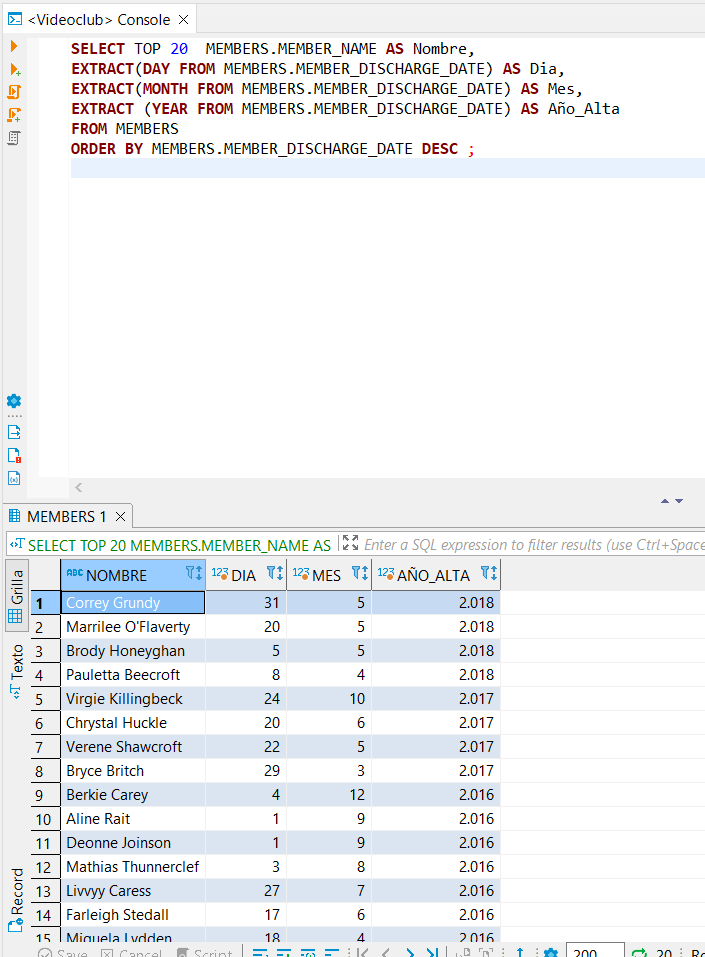 <Videoclub> Console
SELECT TOP 20  MEMBERS.MEMBER_NAME AS Nombre,
EXTRACT(DAY FROM MEMBERS.MEMBER_DISCHARGE_DATE) AS Dia,
EXTRACT(MONTH FROM MEMBERS.MEMBER_DISCHARGE_DATE) AS Mes,
EXTRACT (YEAR FROM MEMBERS.MEMBER_DISCHARGE_DATE) AS Año_Alta
FROM MEMBERS
ORDER BY MEMBERS.MEMBER_DISCHARGE_DATE DESC ;
MEMBERS 1
SELECT TOP 20 MEMBERS.MEMBER_NAME AS Enter a SQL expression to filter results (use Ctrl+Space
Grilla
Texto
Record
ABC NOMBRE 123 DIA 123 MES 123 AÑO_ALTA
1 Correy Grundy 31 5 2.018
2 Marrilee O'Flaverty 20 5 2.018
3 Brody Honeyghan 5 5 2.018
4 Pauletta Beecroft 8 4 2.018
5 Virgie Killingbeck 24 10 2.017
6 Chrystal Huckle 20 6 2.017
7 Verene Shawcroft 22 5 2.017
8 Bryce Britch 29 3 2.017
9 Berkie Carey 4 12 2.016
10 Aline Rait 1 9 2.016
11 Deonne Joinson 1 9 2.016
12 Mathias Thunnerclef 3 8 2.016
13 Livvyy Caress 27 7 2.016
14 Farleigh Stedall 17 6 2.016
15 Miguela Lydden 18 4 2.016
Save Cancel Script 200 20